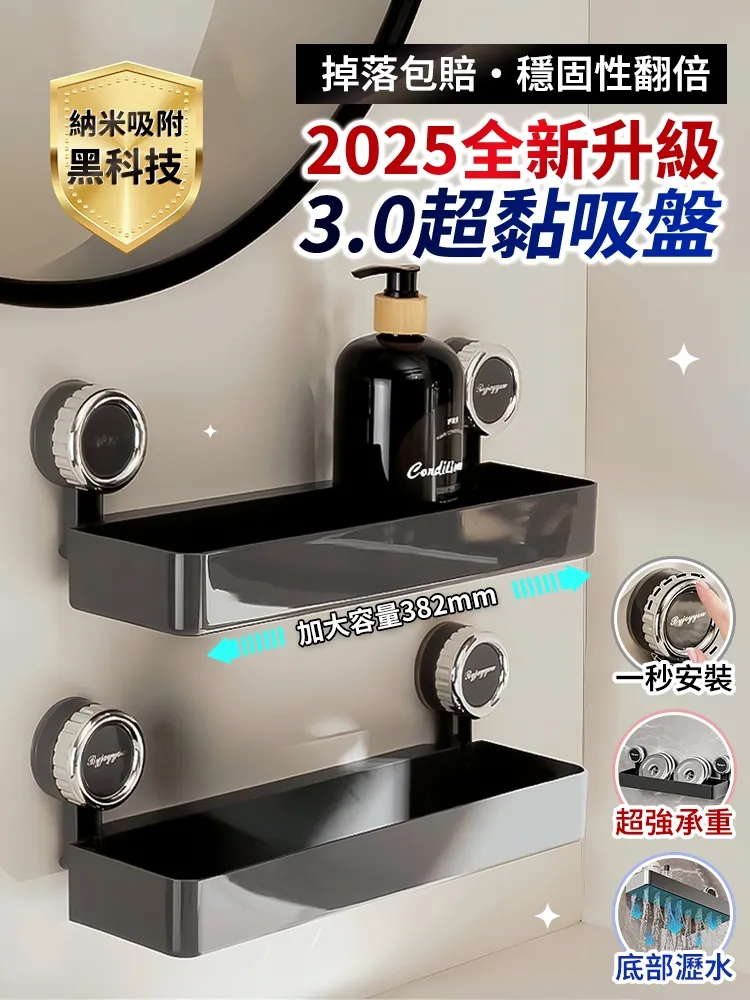 掉落包賠・穩固性翻倍
納米吸附
黑科技
2025全新升級
3.0超黏吸盤
Conditi
加大容量382mm
一秒安裝
超強承重
底部瀝水